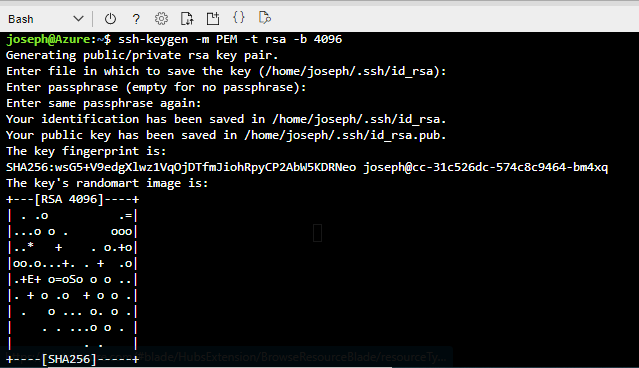 Bash
joseph@Azure:~$ ssh-keygen -m PEM -t rsa -b 4096
Generating public/private rsa key pair.
Enter file in which to save the key (/home/joseph/.ssh/id_rsa):
Enter passphrase (empty for no passphrase):
Enter same passphrase again:
Your identification has been saved in /home/joseph/.ssh/id_rsa.
Your public key has been saved in /home/joseph/.ssh/id_rsa.pub.
The key fingerprint is:
SHA256:wsG5+V9edgXlwz1VqOjDTfmJiohRpyCP2AbW5KDRNeo joseph@cc-31c526dc-574c8c9464-bm4xq
The key's randomart image is:
+---[RSA 4096]----+
| . .o         .=|
|...o o .      ooo|
|..*   +    . o.+o|
|oo.o...+. . +  .o|
|.+E+ o=oSo o o ..|
|. + o .o  + o o .|
| .   o ... o. o .|
|    . . ...o o . |
|         . .     |
+----[SHA256]-----+
blade/HubsExtension/BrowseResourceBlade/resourceTy...